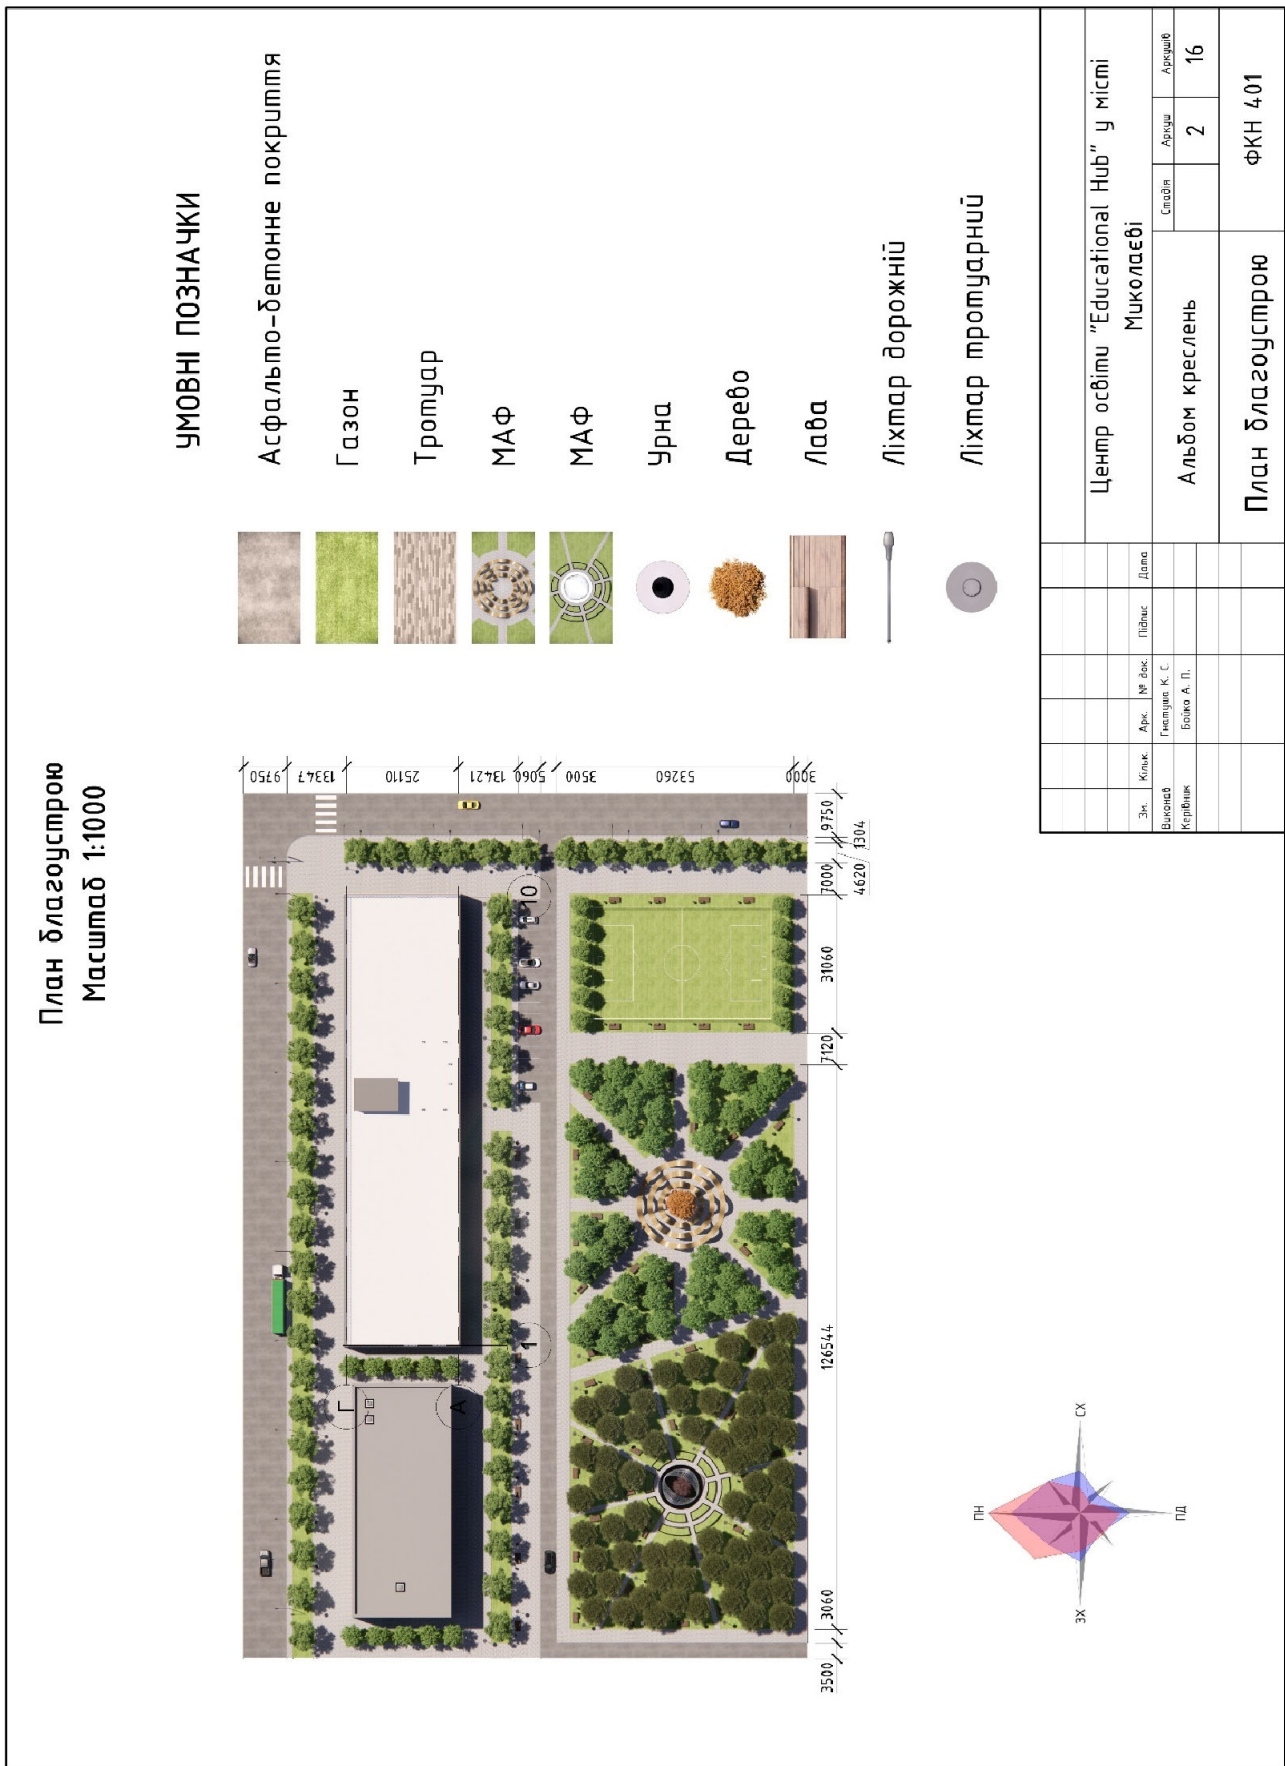 План благоустрою
Масштаб 1:1000
УМОВНІ ПОЗНАЧКИ
Асфальто-бетонне покриття
Газон
Тротуар
МАФ
МАФ
Урна
Дерево
Лава
Ліхтар дорожній
Ліхтар тротуарний
9750
13347
25110
13421
5060
3500
53260
3000
3500
3060
126544
7120
31060
7000
4620
1304
9750
Г
А
1
10
ПН
ЗХ
СХ
ПД
Зм.
Кільк.
Арк.
№ док.
Підпис
Дата
Виконав
Гнатуша К. С.
Керівник
Бойко А. П.
Центр освіти "Educational Hub" у місті
Миколаєві
Альбом креслень
Стадія
Аркуш
Аркушів
2
16
План благоустрою
ФКН 401